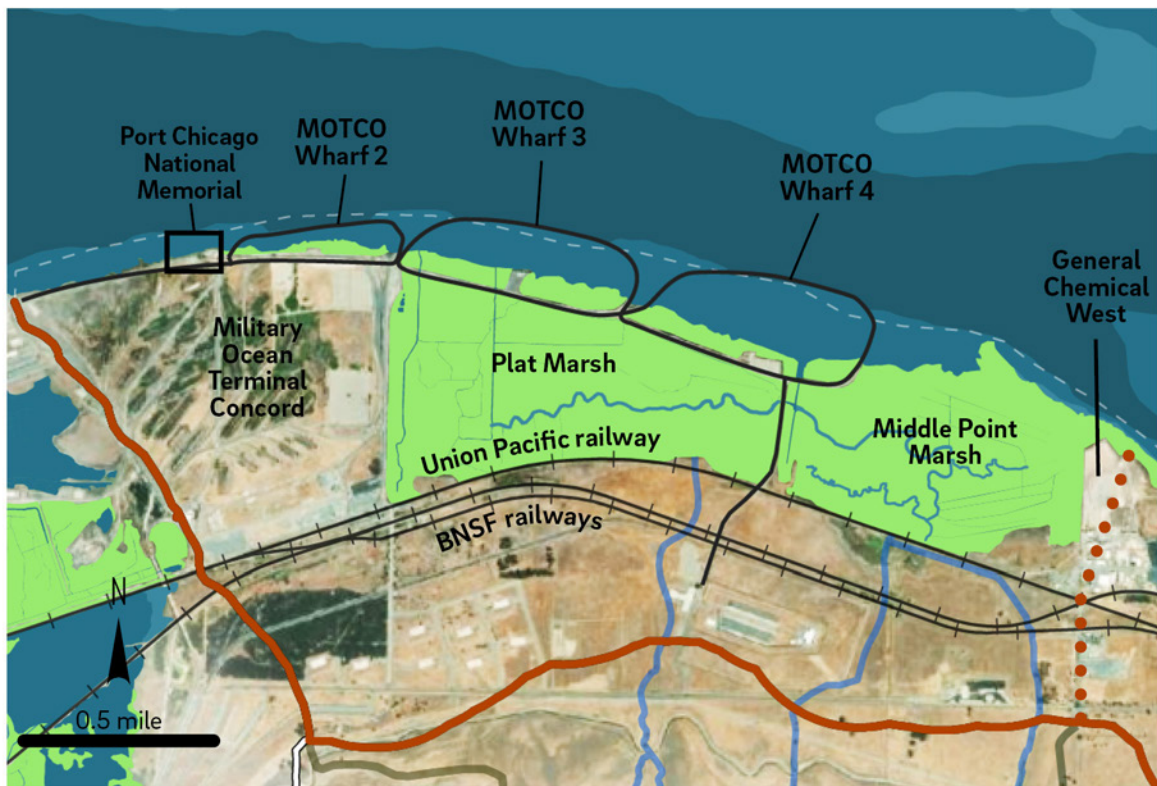 MOTCO
Wharf 3
MOTCO
Wharf 2
Port Chicago
National
Memorial
MOTCO
Wharf 4
General
Chemical
West
Military
Ocean
Terminal
Concord
Plat Marsh
Middle Point
Marsh
Union Pacific railway
BNSF railways
N
0.5 mile